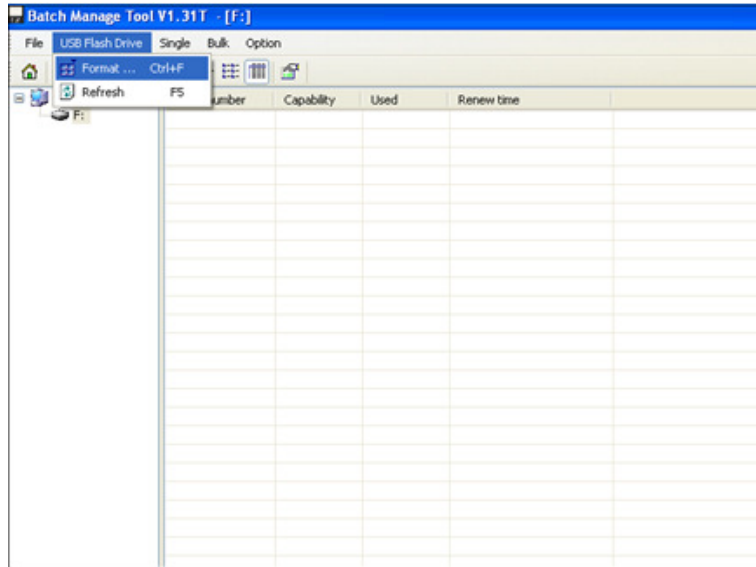 Batch Manage Tool V1.31T - [F:]
File USB Flash Drive Single Bulk Option
Format ... Ctrl+F
Refresh F5
umber Capability Used Renew time
F: